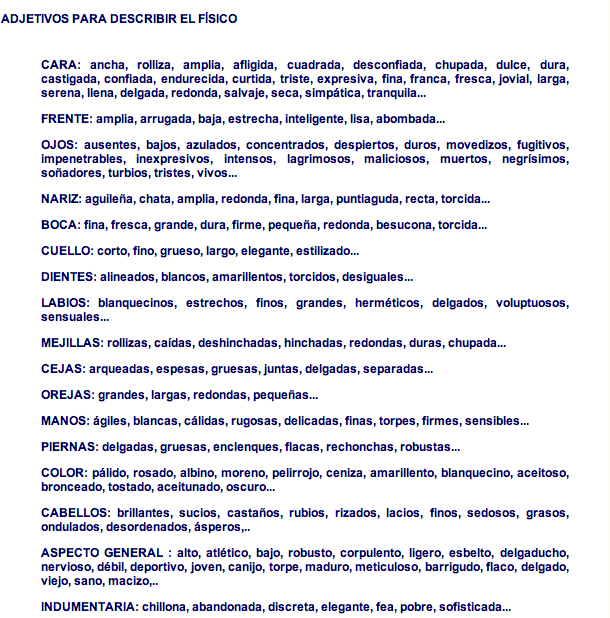 ADJETIVOS PARA DESCRIBIR EL FÍSICO
CARA: ancha, rolliza, amplia, afligida, cuadrada, desconfiada, chupada, dulce, dura,
castigada, confiada, endurecida, curtida, triste, expresiva, fina, franca, fresca, jovial, larga,
serena, llena, delgada, redonda, salvaje, seca, simpática, tranquila...
FRENTE: amplia, arrugada, baja, estrecha, inteligente, lisa, abombada...
OJOS: ausentes, bajos, azulados, concentrados, despiertos, duros, movedizos, fugitivos,
impenetrables, inexpresivos, intensos, lagrimosos, maliciosos, muertos, negrísimos,
soñadores, turbios, tristes, vivos...
NARIZ: aguileña, chata, amplia, redonda, fina, larga, puntiaguda, recta, torcida...
BOCA: fina, fresca, grande, dura, firme, pequeña, redonda, besucona, torcida...
CUELLO: corto, fino, grueso, largo, elegante, estilizado...
DIENTES: alineados, blancos, amarillentos, torcidos, desiguales...
LABIOS: blanquecinos, estrechos, finos, grandes, herméticos, delgados, voluptuosos,
sensuales...
MEJILLAS: rollizas, caídas, deshinchadas, hinchadas, redondas, duras, chupada...
CEJAS: arqueadas, espesas, gruesas, juntas, delgadas, separadas...
OREJAS: grandes, largas, redondas, pequeñas...
MANOS: ágiles, blancas, cálidas, rugosas, delicadas, finas, torpes, firmes, sensibles...
PIERNAS: delgadas, gruesas, enclenques, flacas, rechonchas, robustas...
COLOR: pálido, rosado, albino, moreno, pelirrojo, ceniza, amarillento, blanquecino, aceitoso,
bronceado, tostado, aceitunado, oscuro...
CABELLOS: brillantes, sucios, castaños, rubios, rizados, lacios, finos, sedosos, grasos,
ondulados, desordenados, ásperos,..
ASPECTO GENERAL : alto, atlético, bajo, robusto, corpulento, ligero, esbelto, delgaducho,
nervioso, débil, deportivo, joven, canijo, torpe, maduro, meticuloso, barrigudo, flaco, delgado,
viejo, sano, macizo,..
INDUMENTARIA: chillona, abandonada, discreta, elegante, fea, pobre, sofisticada...